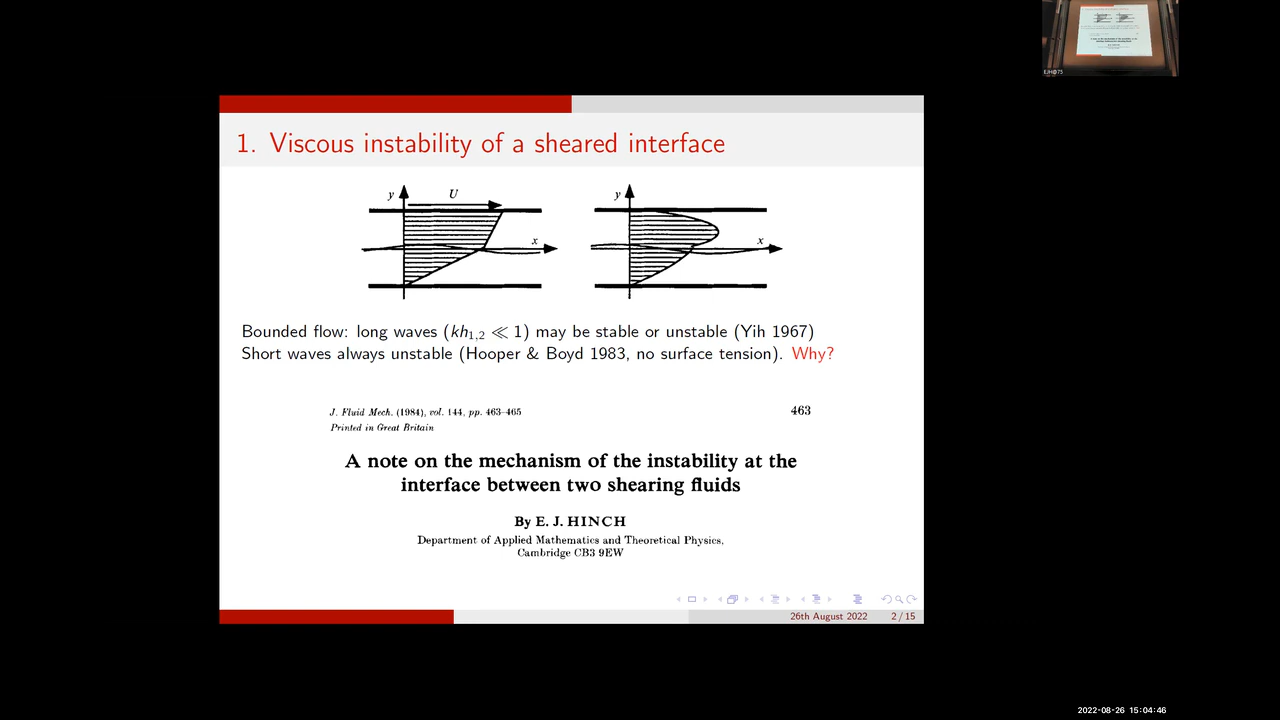 EJH@75
1. Viscous instability of a sheared interface
y U x
y x
Bounded flow: long waves (kh₁,₂ ≪ 1) may be stable or unstable (Yih 1967)
Short waves always unstable (Hooper & Boyd 1983, no surface tension). Why?
J. Fluid Mech. (1984), vol. 144, pp. 463–465 463
Printed in Great Britain
A note on the mechanism of the instability at the
interface between two shearing fluids
By E. J. HINCH
Department of Applied Mathematics and Theoretical Physics,
Cambridge CB3 9EW
26th August 2022 2 / 15
2022-08-26 15:04:46